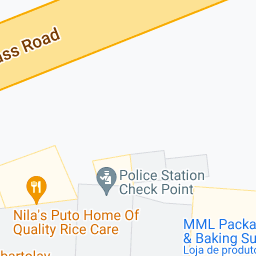 ass Road
Police Station
Check Point
Nila's Puto Home Of
Quality Rice Care
MML Packa
& Baking Su
Loja de produto